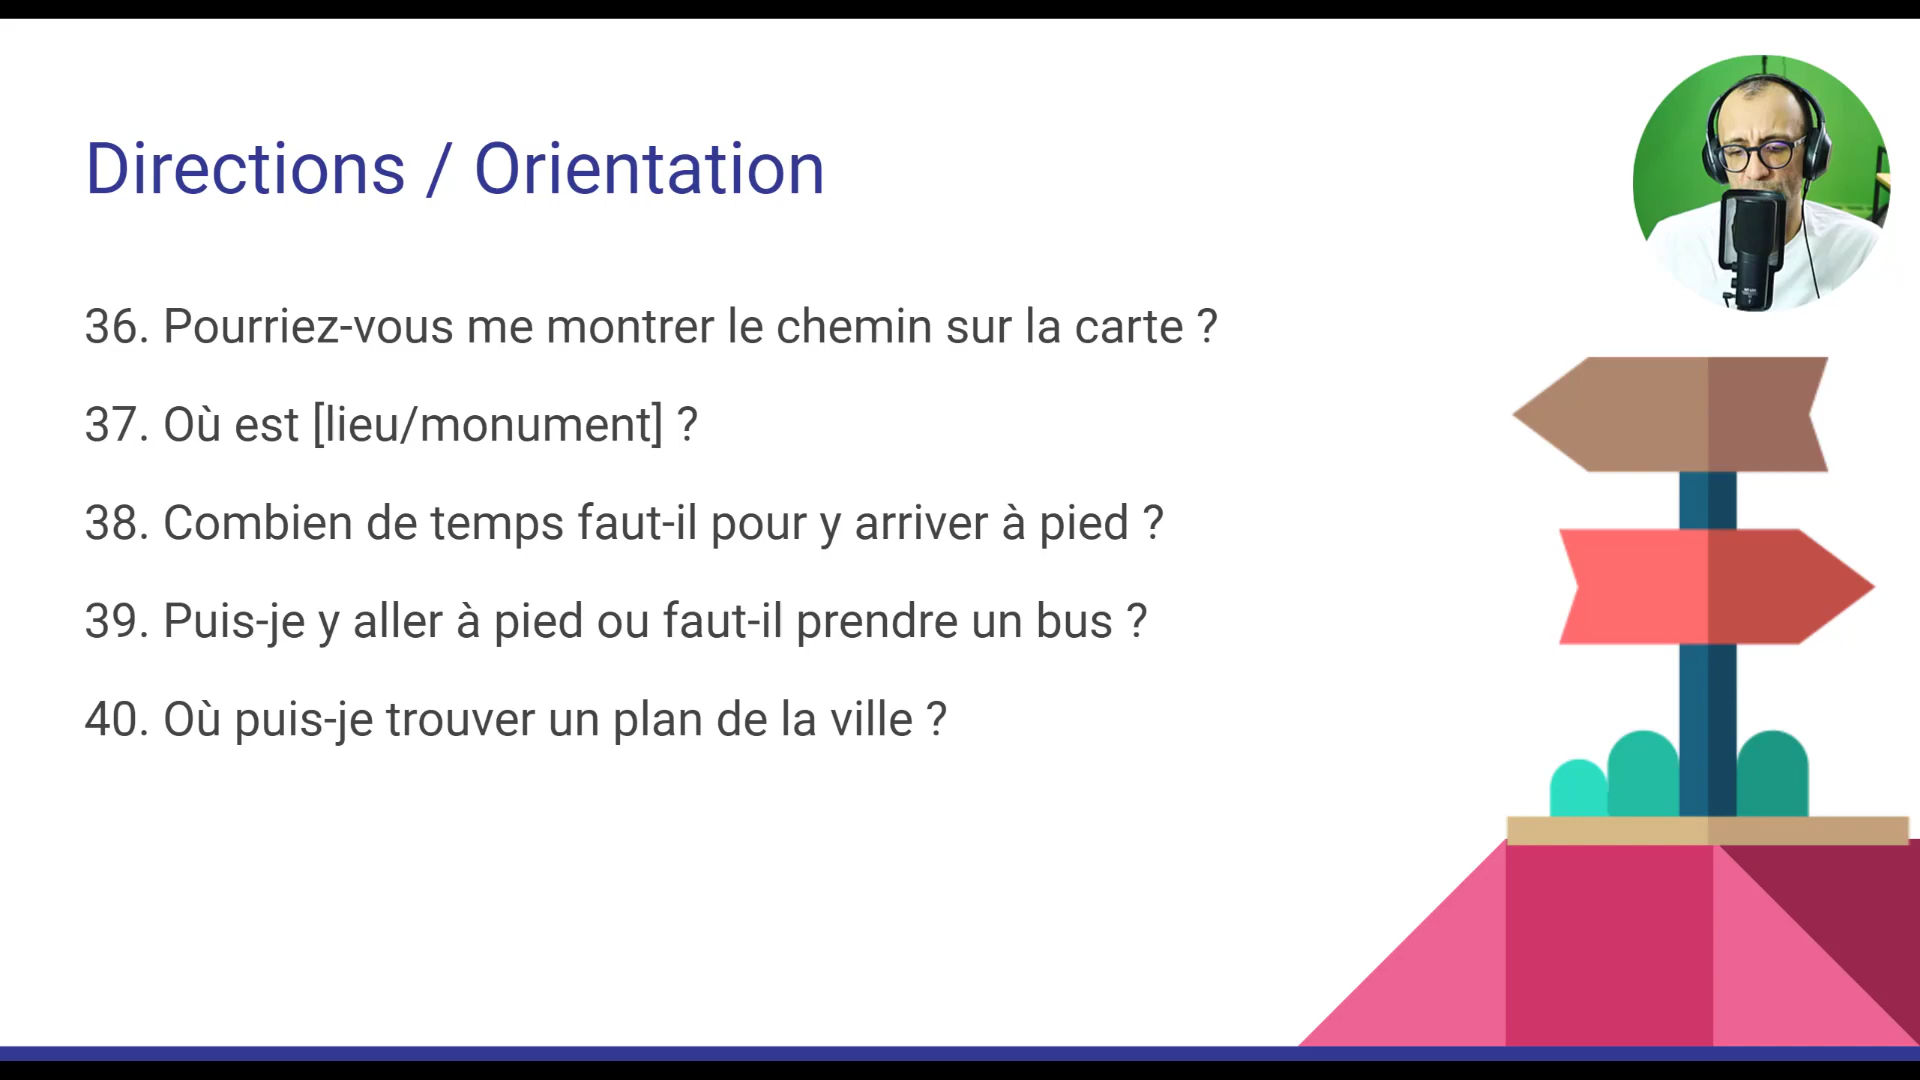 Directions / Orientation
36. Pourriez-vous me montrer le chemin sur la carte ?
37. Où est [lieu/monument] ?
38. Combien de temps faut-il pour y arriver à pied ?
39. Puis-je y aller à pied ou faut-il prendre un bus ?
40. Où puis-je trouver un plan de la ville ?